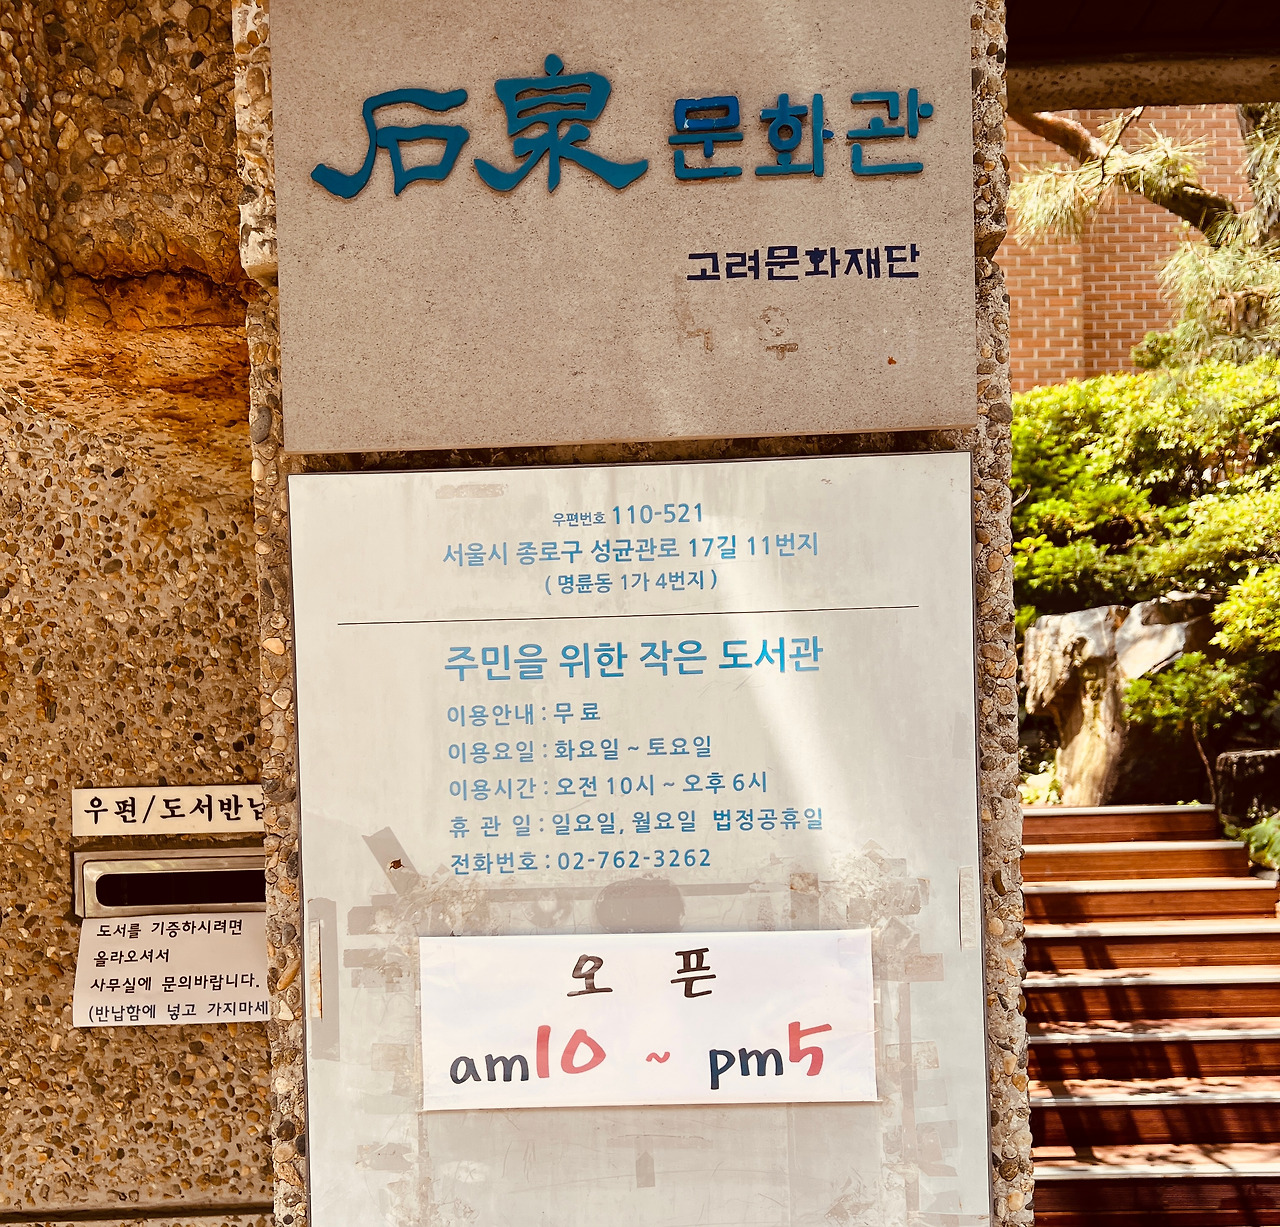 石泉 문화관
고려문화재단
우편번호 110-521
서울시 종로구 성균관로 17길 11번지
( 명륜동 1가 4번지 )
주민을 위한 작은 도서관
이용안내 : 무 료
이용요일 : 화요일 ~ 토요일
이용시간 : 오전 10시 ~ 오후 6시
휴 관 일 : 일요일, 월요일 법정공휴일
전화번호 : 02-762-3262
오 픈
am10 ~ pm5
우편/도서반납
도서를 기증하시려면
올라오셔서
사무실에 문의바랍니다.
(반납함에 넣고 가지마세